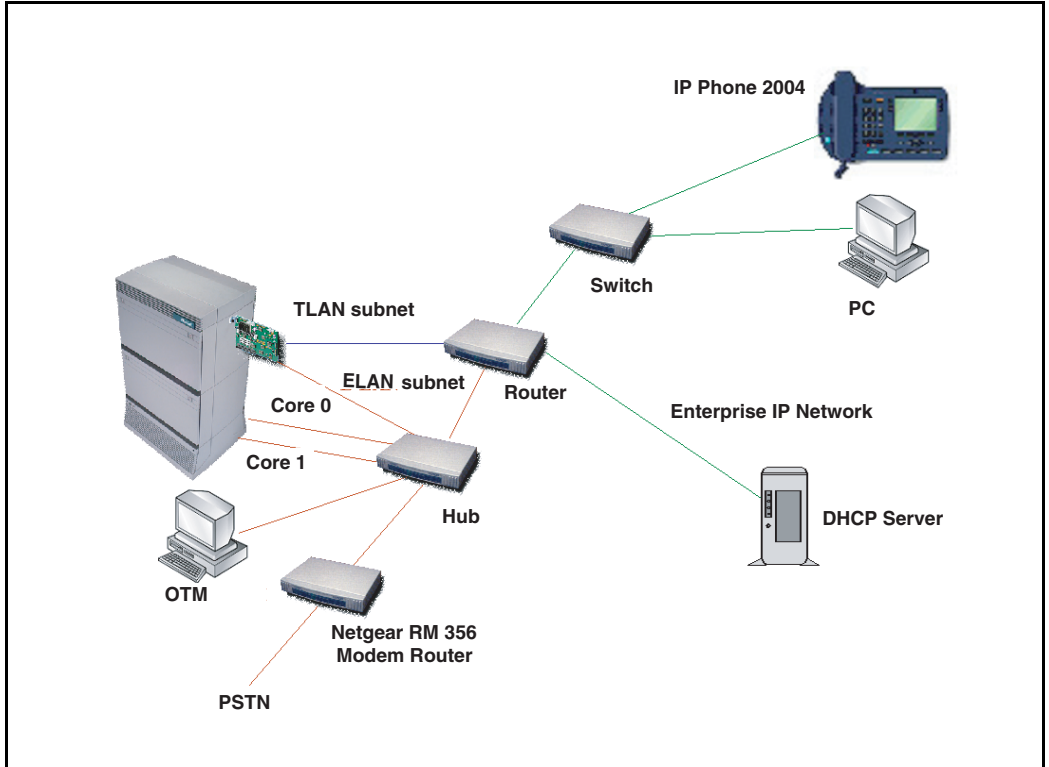 IP Phone 2004
Switch
PC
TLAN subnet
ELAN subnet
Router
Core 0
Enterprise IP Network
Core 1
Hub
DHCP Server
OTM
Netgear RM 356
Modem Router
PSTN